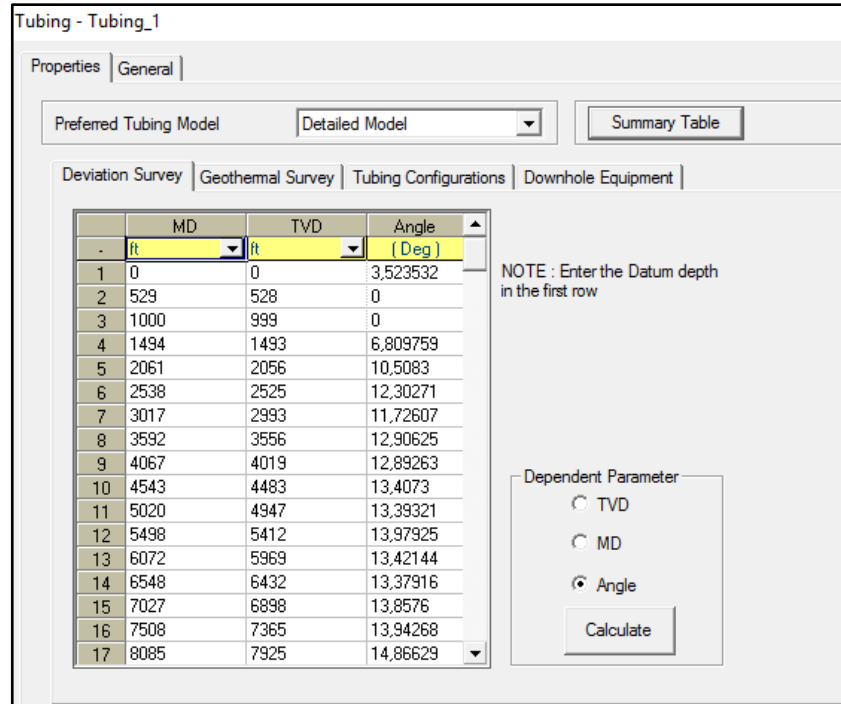 Tubing - Tubing_1
Properties General
Preferred Tubing Model Detailed Model Summary Table
Deviation Survey Geothermal Survey Tubing Configurations Downhole Equipment
MD TVD Angle
- ft ft ( Deg )
1 0 0 3,523532
2 529 528 0
3 1000 999 0
4 1494 1493 6,809759
5 2061 2056 10,5083
6 2538 2525 12,30271
7 3017 2993 11,72607
8 3592 3556 12,90625
9 4067 4019 12,89263
10 4543 4483 13,4073
11 5020 4947 13,39321
12 5498 5412 13,97925
13 6072 5969 13,42144
14 6548 6432 13,37916
15 7027 6898 13,8576
16 7508 7365 13,94268
17 8085 7925 14,86629
NOTE : Enter the Datum depth
in the first row
Dependent Parameter
TVD
MD
Angle
Calculate